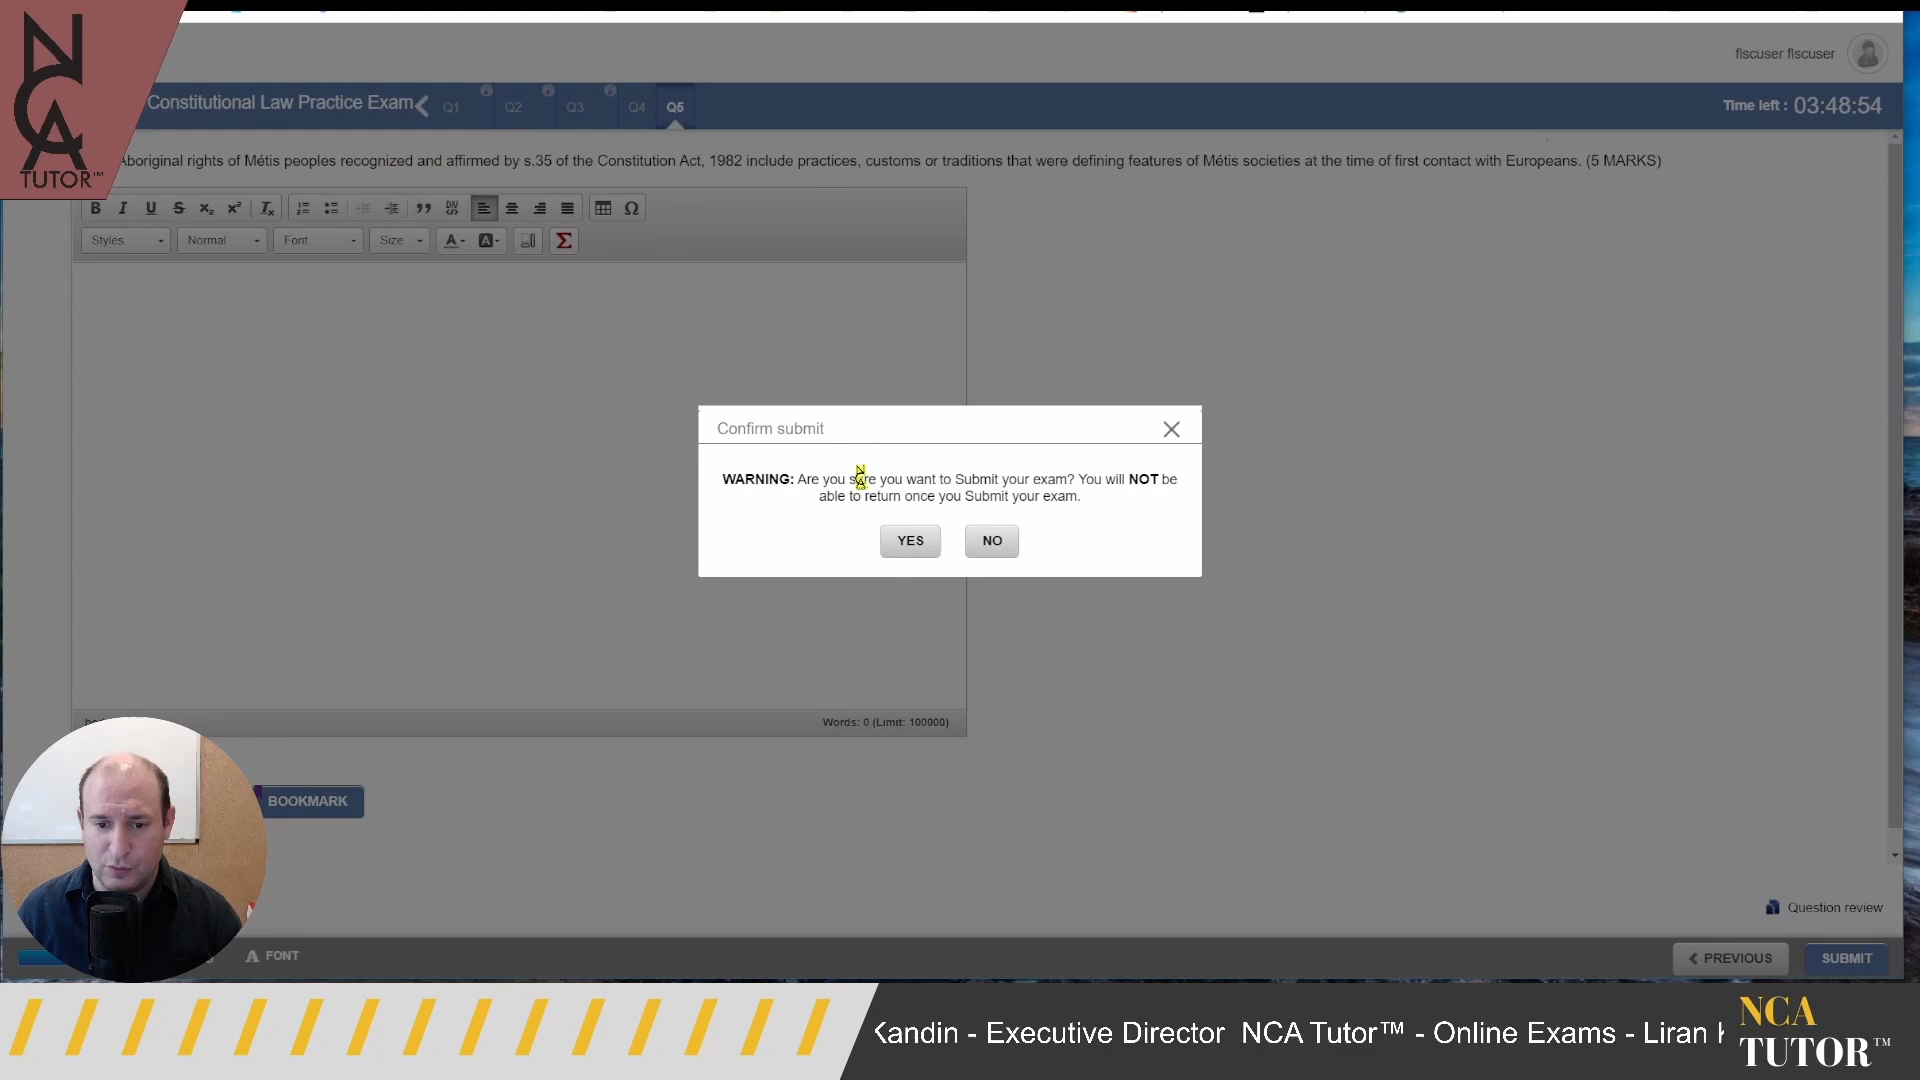 NCA
TUTOR™
flscuser flscuser
Constitutional Law Practice Exam
Q1
Q2
Q3
Q4
Q5
Time left : 03:48:54
Aboriginal rights of Métis peoples recognized and affirmed by s.35 of the Constitution Act, 1982 include practices, customs or traditions that were defining features of Métis societies at the time of first contact with Europeans. (5 MARKS)
Styles
Normal
Font
Size
Confirm submit
WARNING: Are you sure you want to Submit your exam? You will NOT be
able to return once you Submit your exam.
YES
NO
Words: 0 (Limit: 100000)
BOOKMARK
Question review
FONT
PREVIOUS
SUBMIT
Kandin - Executive Director NCA Tutor™ - Online Exams - Liran
NCA
TUTOR™